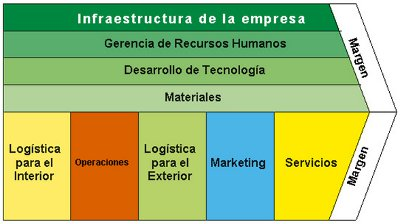 Infraestructura de la empresa
Gerencia de Recursos Humanos
Desarrollo de Tecnología
Materiales
Margen
Logística
para el
Interior
Operaciones
Logística
para el
Exterior
Marketing
Servicios
Margen